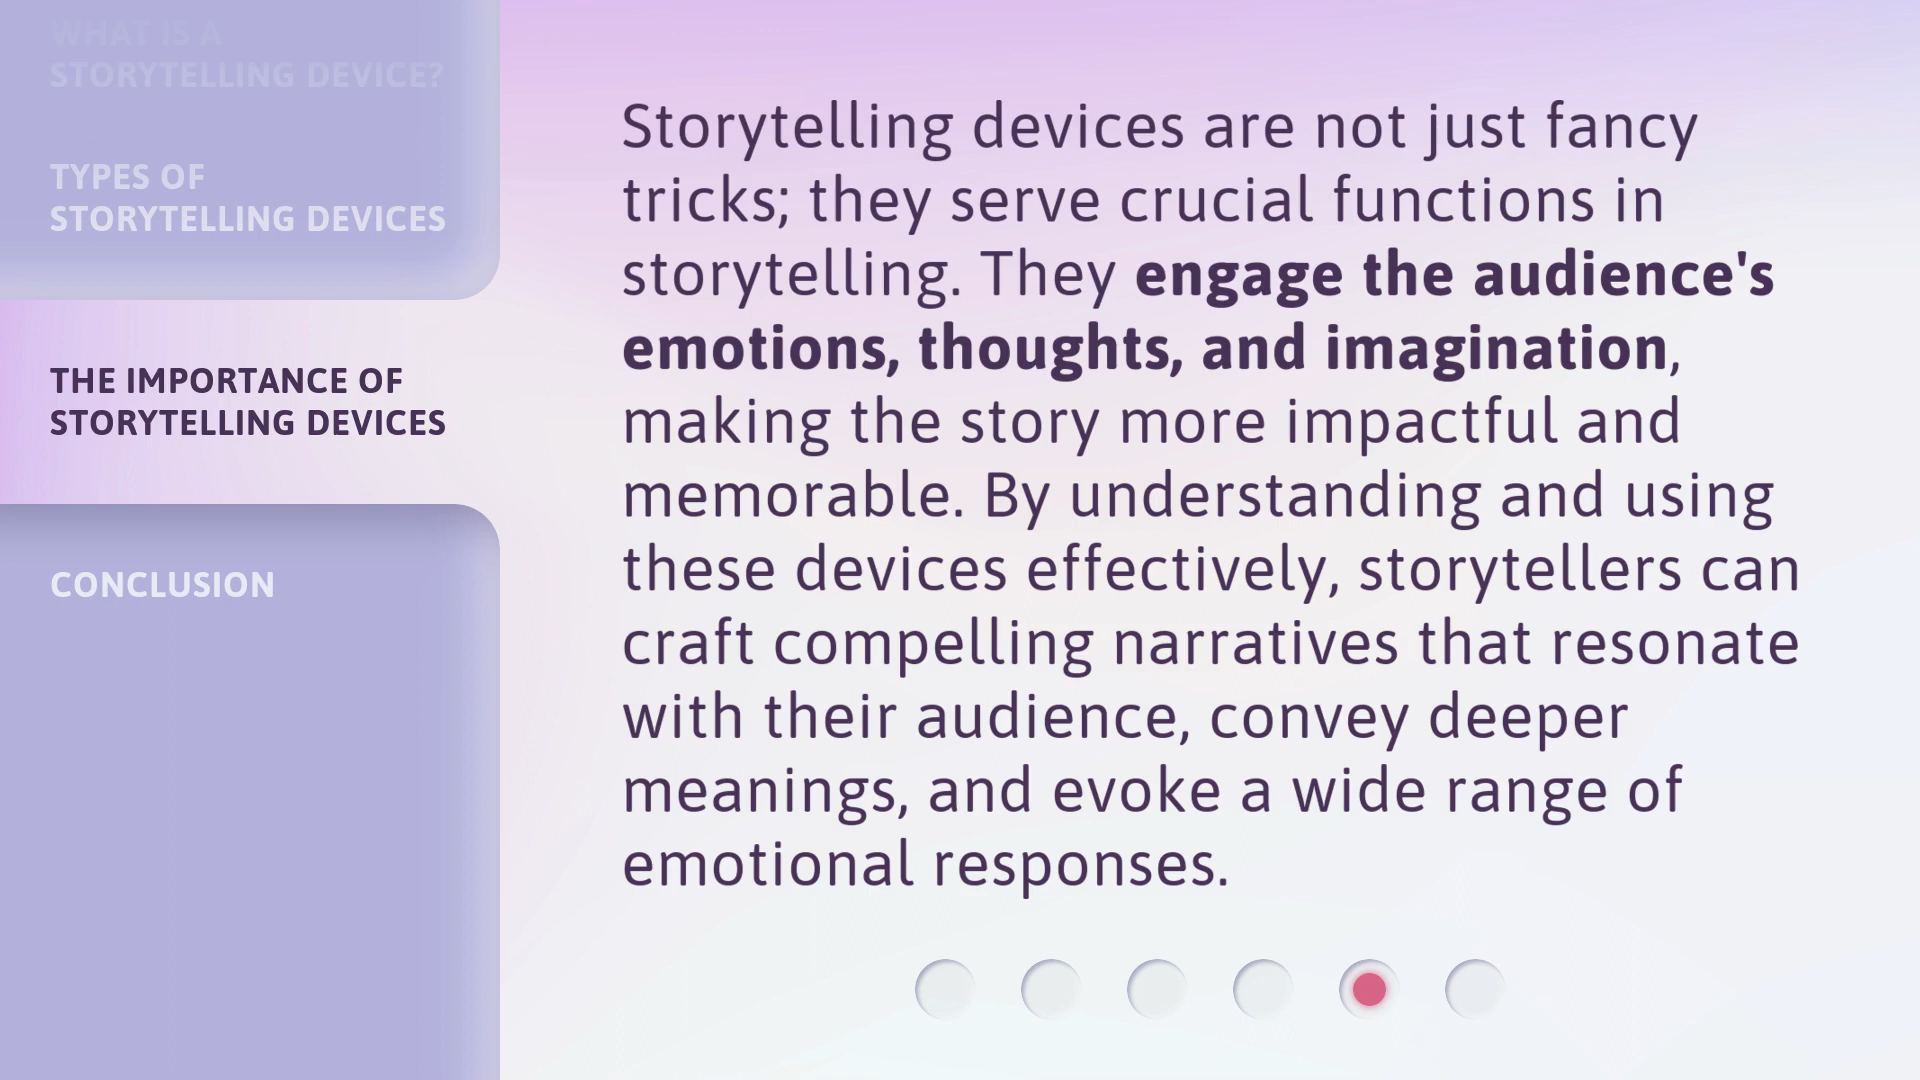 WHAT IS A
STORYTELLING DEVICE?
TYPES OF
STORYTELLING DEVICES
THE IMPORTANCE OF
STORYTELLING DEVICES
CONCLUSION
Storytelling devices are not just fancy
tricks; they serve crucial functions in
storytelling. They engage the audience's
emotions, thoughts, and imagination,
making the story more impactful and
memorable. By understanding and using
these devices effectively, storytellers can
craft compelling narratives that resonate
with their audience, convey deeper
meanings, and evoke a wide range of
emotional responses.